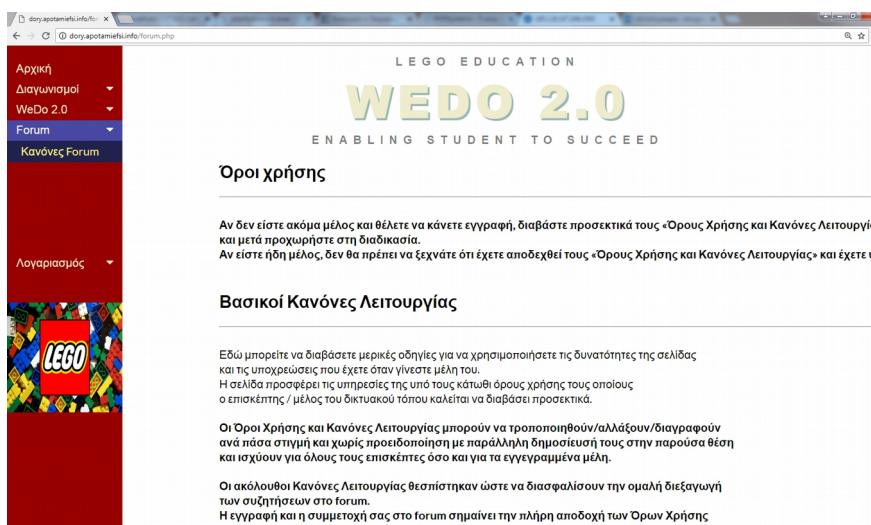 dory.apotamiefsi.info/for
dory.apotamiefsi.info/forum.php
Αρχική
Διαγωνισμοί
WeDo 2.0
Forum
Κανόνες Forum
Λογαριασμός
LEGO
LEGO EDUCATION
WEDO 2.0
ENABLING STUDENT TO SUCCEED
Όροι χρήσης
Αν δεν είστε ακόμα μέλος και θέλετε να κάνετε εγγραφή, διαβάστε προσεκτικά τους «Όρους Χρήσης και Κανόνες Λειτουργί
και μετά προχωρήστε στη διαδικασία.
Αν είστε ήδη μέλος, δεν θα πρέπει να ξεχνάτε ότι έχετε αποδεχθεί τους «Όρους Χρήσης και Κανόνες Λειτουργίας» και έχετε
Βασικοί Κανόνες Λειτουργίας
Εδώ μπορείτε να διαβάσετε μερικές οδηγίες για να χρησιμοποιήσετε τις δυνατότητες της σελίδας
και τις υποχρεώσεις που έχετε όταν γίνεστε μέλη του.
Η σελίδα προσφέρει τις υπηρεσίες της υπό τους κάτωθι όρους χρήσης τους οποίους
ο επισκέπτης / μέλος του δικτυακού τόπου καλείται να διαβάσει προσεκτικά.
Οι Όροι Χρήσης και Κανόνες Λειτουργίας μπορούν να τροποποιηθούν/αλλάξουν/διαγραφούν
ανά πάσα στιγμή και χωρίς προειδοποίηση με παράλληλη δημοσίευσή τους στην παρούσα θέση
και ισχύουν για όλους τους επισκέπτες όσο και για τα εγγεγραμμένα μέλη.
Οι ακόλουθοι Κανόνες Λειτουργίας θεσπίστηκαν ώστε να διασφαλίσουν την ομαλή διεξαγωγή
των συζητήσεων στο forum.
Η εγγραφή και η συμμετοχή σας στο forum σημαίνει την πλήρη αποδοχή των Όρων Χρήσης